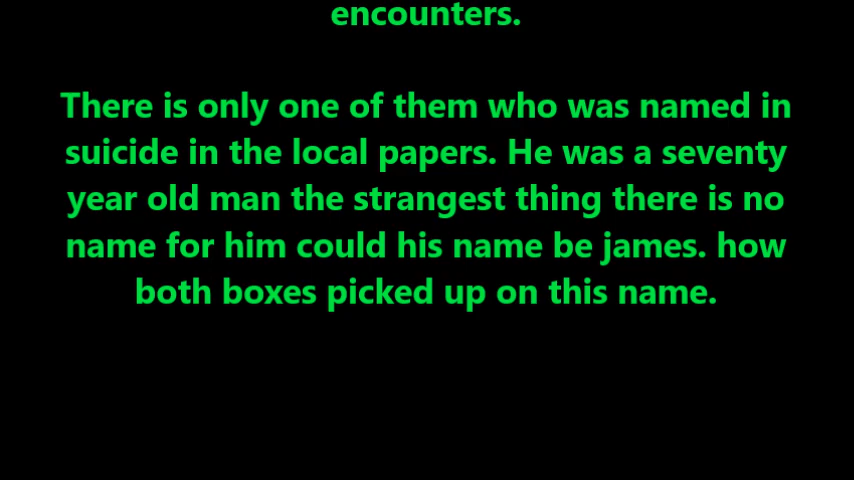 encounters.
There is only one of them who was named in
suicide in the local papers. He was a seventy
year old man the strangest thing there is no
name for him could his name be james. how
both boxes picked up on this name.